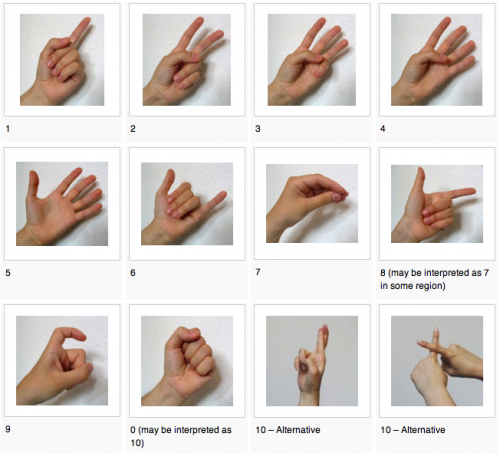 1
2
3
4
5
6
7
8 (may be interpreted as 7
in some region)
9
0 (may be interpreted as
10)
10 – Alternative
10 – Alternative